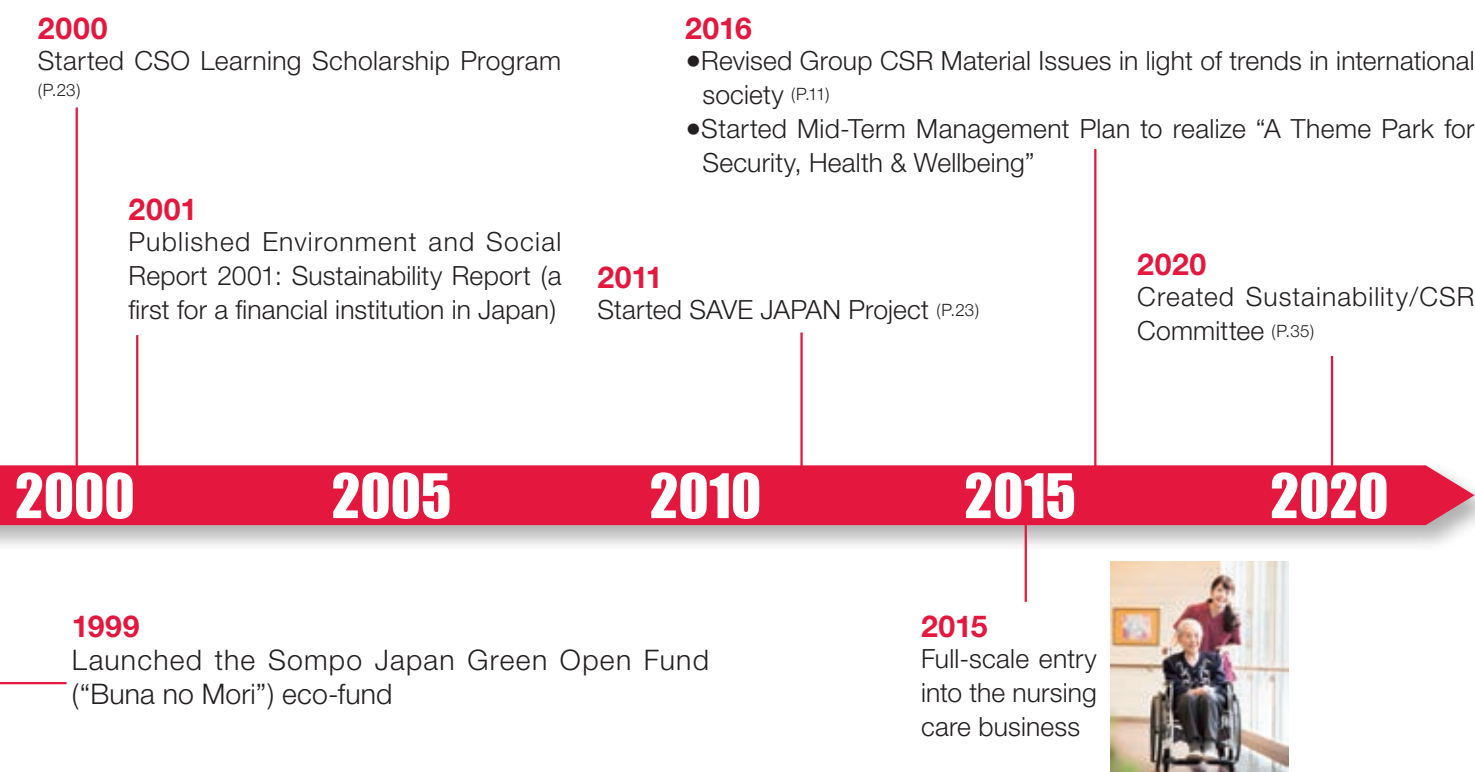 2000
Started CSO Learning Scholarship Program
(P.23)
2001
Published Environment and Social
Report 2001: Sustainability Report (a
first for a financial institution in Japan)
2011
Started SAVE JAPAN Project (P.23)
2016
●Revised Group CSR Material Issues in light of trends in international
society (P.11)
●Started Mid-Term Management Plan to realize “A Theme Park for
Security, Health & Wellbeing”
2020
Created Sustainability/CSR
Committee (P.35)
2000 2005 2010 2015 2020
1999
Launched the Sompo Japan Green Open Fund
(“Buna no Mori”) eco-fund
2015
Full-scale entry
into the nursing
care business